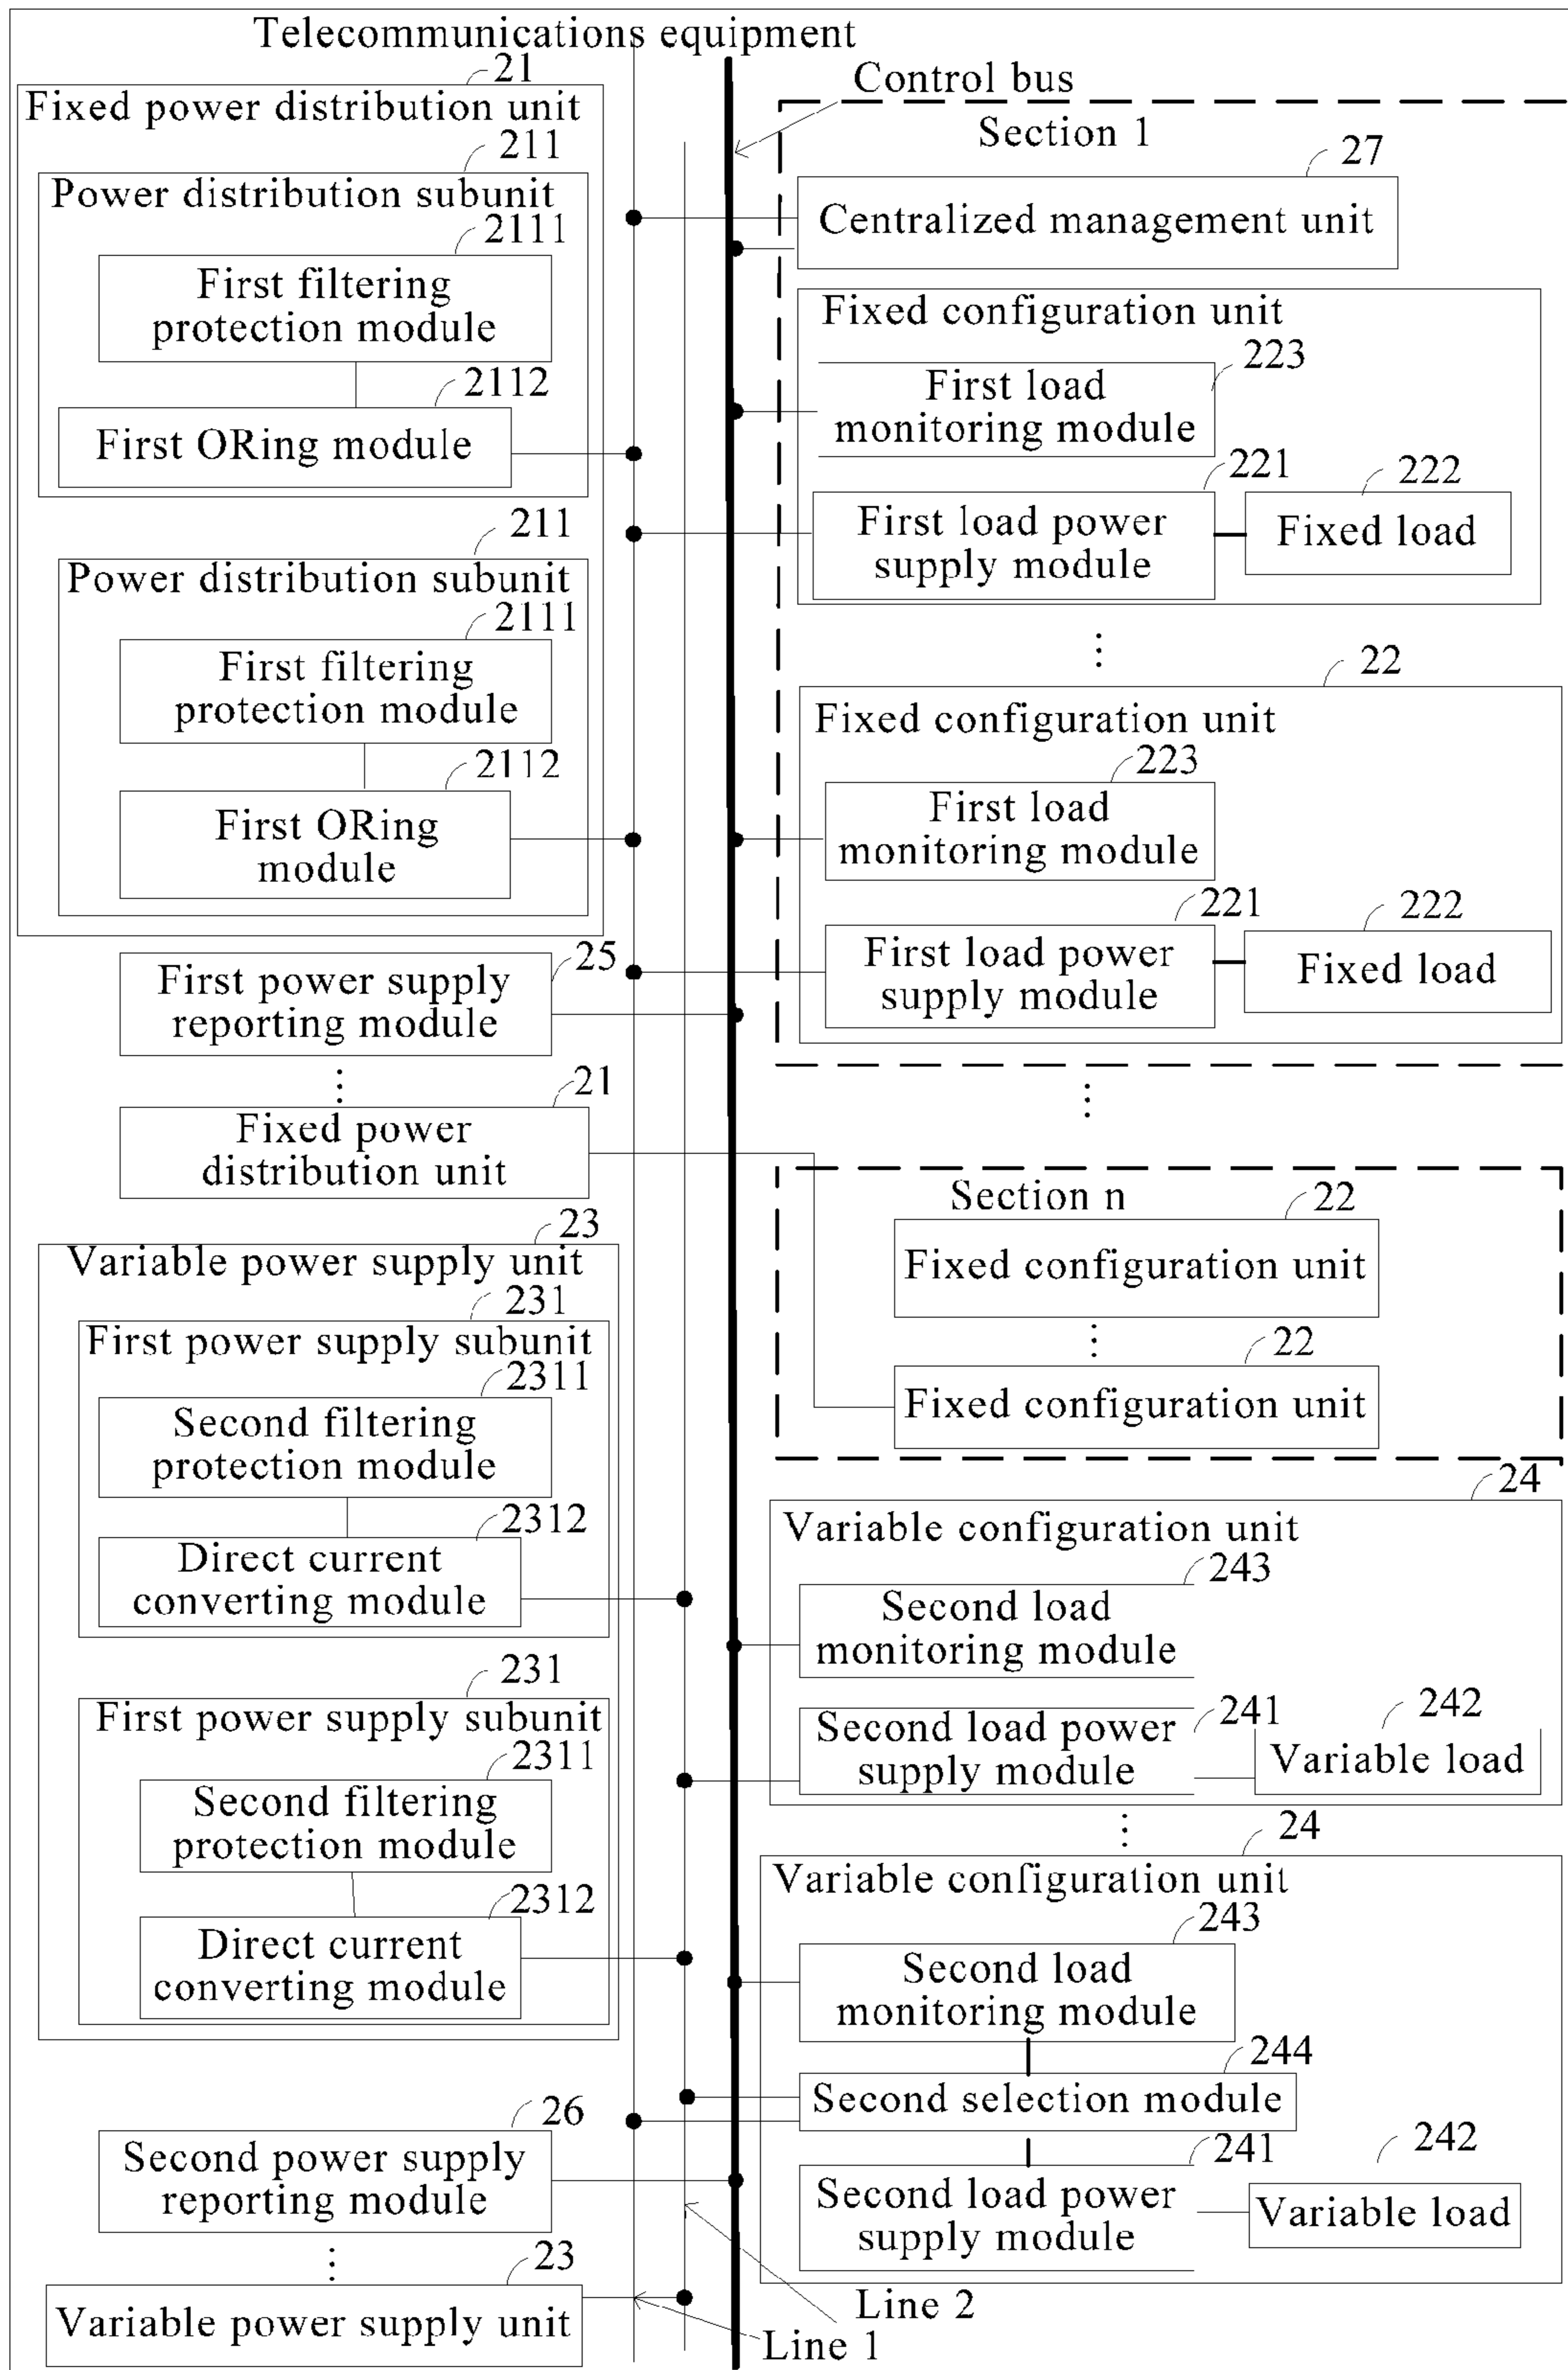 Telecommunications equipment
21
Fixed power distribution unit
211
Power distribution subunit
2111
First filtering
protection module
2112
First ORing module
211
Power distribution subunit
2111
First filtering
protection module
2112
First ORing
module
25
First power supply
reporting module
21
Fixed power
distribution unit
23
Variable power supply unit
231
First power supply subunit
2311
Second filtering
protection module
2312
Direct current
converting module
231
First power supply subunit
2311
Second filtering
protection module
2312
Direct current
converting module
26
Second power supply
reporting module
23
Variable power supply unit
Control bus
Section 1
27
Centralized management unit
Fixed configuration unit
223
First load
monitoring module
221
First load power
supply module
222
Fixed load
22
Fixed configuration unit
223
First load
monitoring module
221
First load power
supply module
222
Fixed load
Section n
22
Fixed configuration unit
22
Fixed configuration unit
24
Variable configuration unit
243
Second load
monitoring module
241
Second load power
supply module
242
Variable load
24
Variable configuration unit
243
Second load
monitoring module
244
Second selection module
241
Second load power
supply module
242
Variable load
Line 2
Line 1